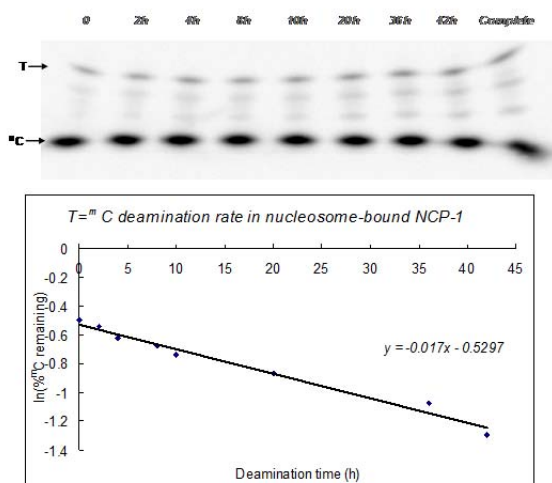 0 2h 4h 8h 10h 20h 36h 42h Complete
T
ᵐC
T=ᵐ C deamination rate in nucleosome-bound NCP-1
0 5 10 15 20 25 30 35 40 45
0
-0.2
-0.4
-0.6
-0.8
-1
-1.2
-1.4
ln(%ᵐC remaining)
y = -0.017x - 0.5297
Deamination time (h)